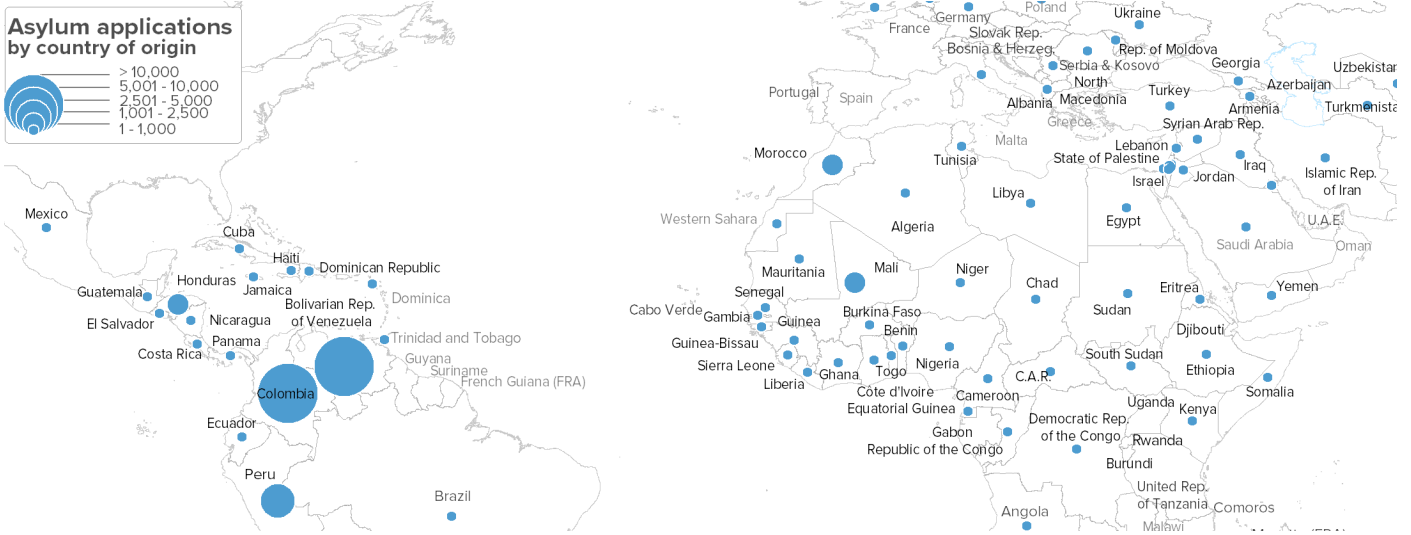 Asylum applications
by country of origin
> 10,000
5,001 - 10,000
2,501 - 5,000
1,001 - 2,500
1 - 1,000
Mexico
Cuba
Haiti
Dominican Republic
Jamaica
Honduras
Guatemala
Dominica
Bolivarian Rep.
of Venezuela
El Salvador
Nicaragua
Costa Rica
Panama
Trinidad and Tobago
Guyana
Suriname
French Guiana (FRA)
Colombia
Ecuador
Peru
Brazil
Germany
Poland
Ukraine
France
Slovak Rep.
Bosnia & Herzeg.
Rep. of Moldova
Serbia & Kosovo
Georgia
Uzbekistan
North
Macedonia
Azerbaijan
Portugal
Spain
Albania
Turkey
Armenia
Turkmenista
Greece
Syrian Arab Rep.
Malta
Lebanon
Morocco
Tunisia
State of Palestine
Iraq
Israel
Jordan
Islamic Rep.
of Iran
Libya
Western Sahara
Algeria
Egypt
U.A.E.
Saudi Arabia
Oman
Mauritania
Mali
Niger
Chad
Senegal
Sudan
Eritrea
Yemen
Cabo Verde
Gambia
Guinea
Burkina Faso
Benin
Djibouti
Guinea-Bissau
Sierra Leone
Ghana
Togo
Nigeria
South Sudan
Ethiopia
Liberia
C.A.R.
Somalia
Côte d'Ivoire
Cameroon
Equatorial Guinea
Uganda
Kenya
Democratic Rep.
of the Congo
Gabon
Rwanda
Republic of the Congo
Burundi
United Rep.
of Tanzania
Angola
Comoros
Malawi